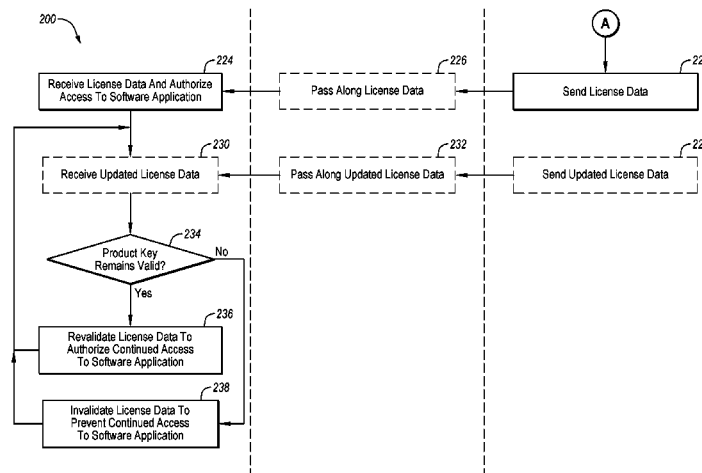 200
A
224
226
22
Receive License Data And Authorize
Access To Software Application
Pass Along License Data
Send License Data
230
232
22
Receive Updated License Data
Pass Along Updated License Data
Send Updated License Data
234
Product Key
Remains Valid?
No
Yes
236
Revalidate License Data To
Authorize Continued Access
To Software Application
238
Invalidate License Data To
Prevent Continued Access
To Software Application